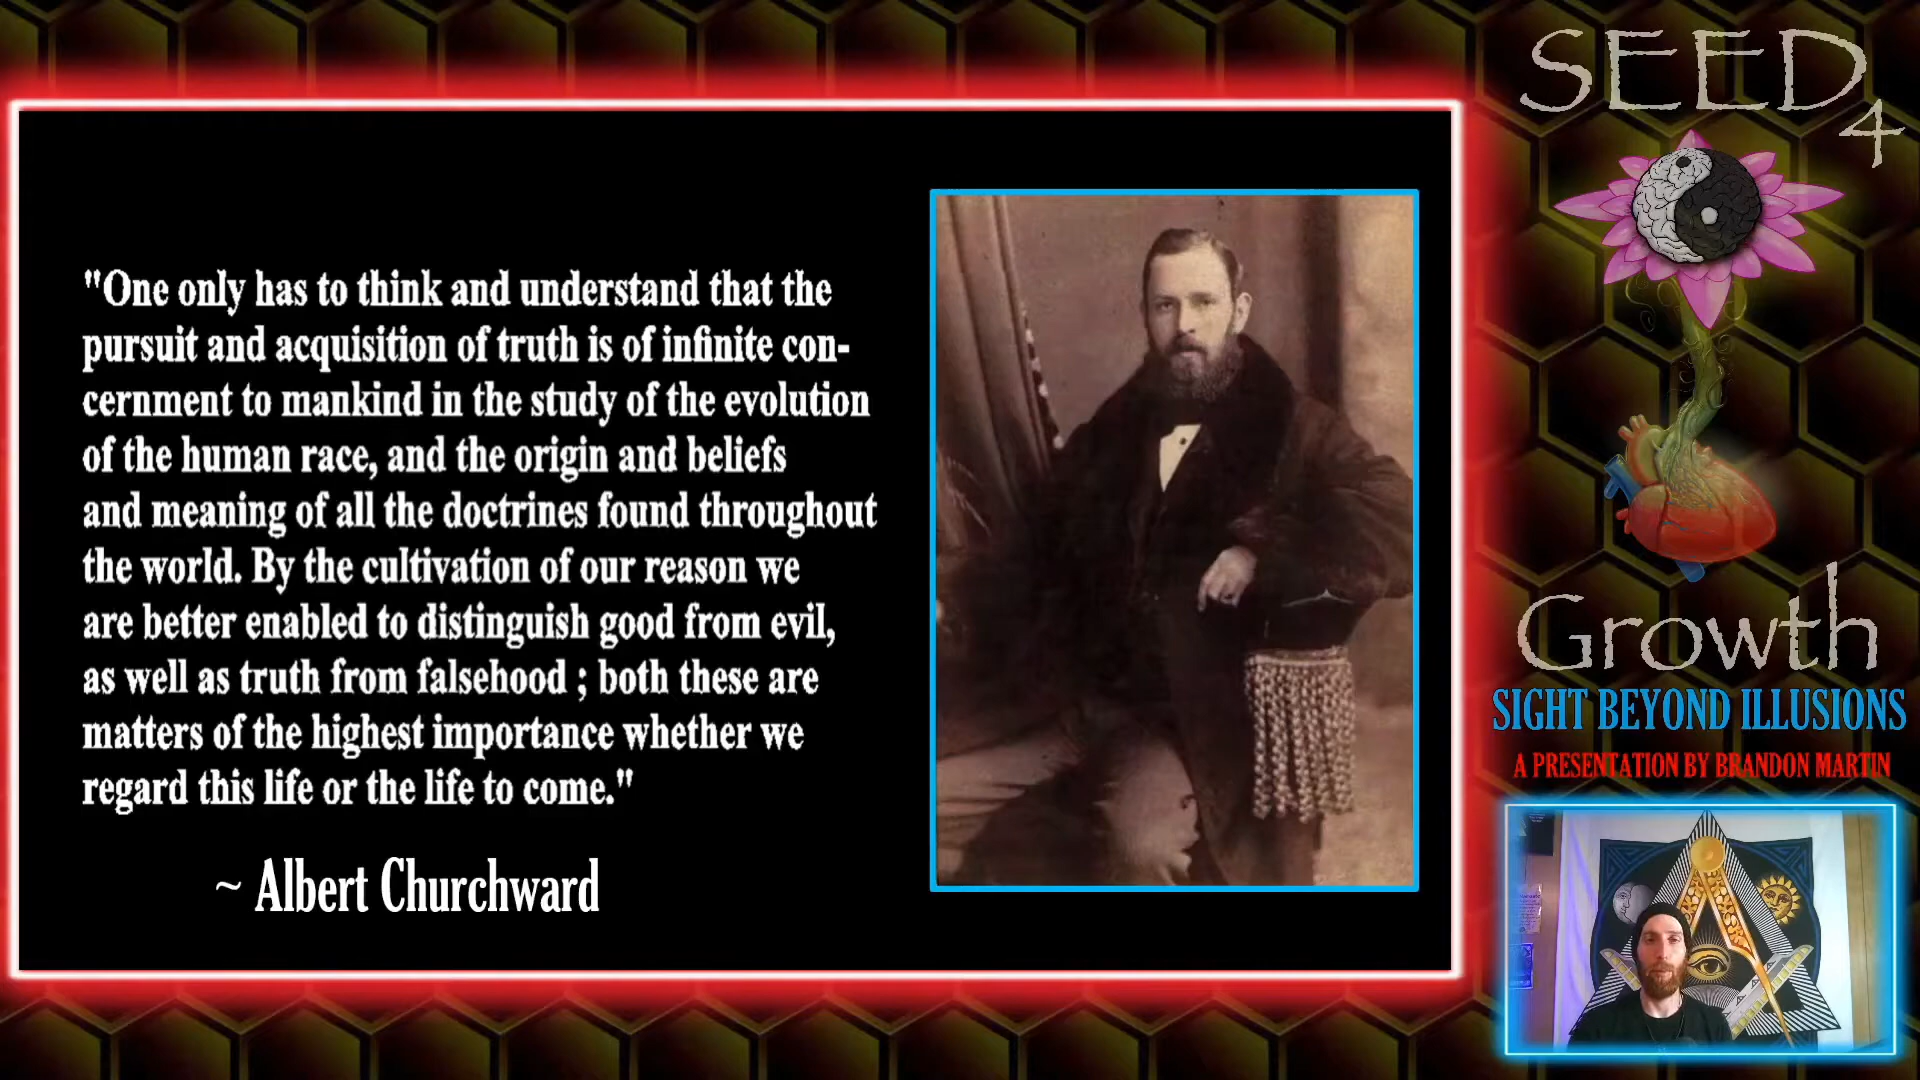 "One only has to think and understand that the
pursuit and acquisition of truth is of infinite con-
cernment to mankind in the study of the evolution
of the human race, and the origin and beliefs
and meaning of all the doctrines found throughout
the world. By the cultivation of our reason we
are better enabled to distinguish good from evil,
as well as truth from falsehood ; both these are
matters of the highest importance whether we
regard this life or the life to come."
~ Albert Churchward
SEED
4
Growth
SIGHT BEYOND ILLUSIONS
A PRESENTATION BY BRANDON MARTIN